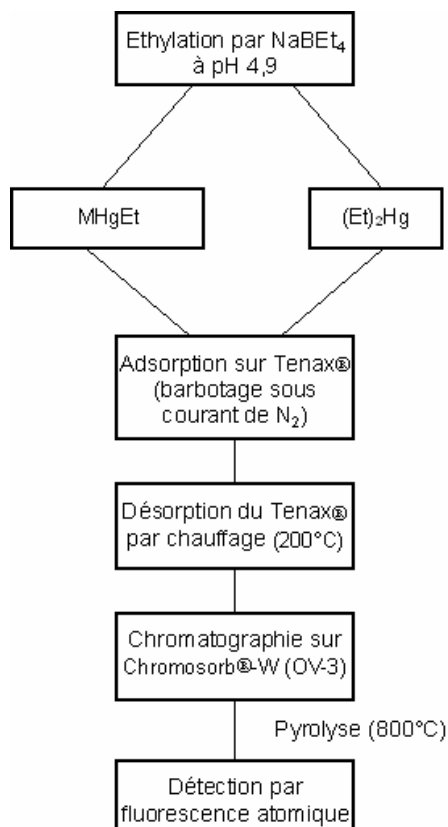 Ethylation par NaBEt₄
à pH 4,9
MHgEt
(Et)₂Hg
Adsorption sur Tenax®
(barbotage sous
courant de N₂)
Désorption du Tenax®
par chauffage (200°C)
Chromatographie sur
Chromosorb®-W (OV-3)
Pyrolyse (800°C)
Détection par
fluorescence atomique